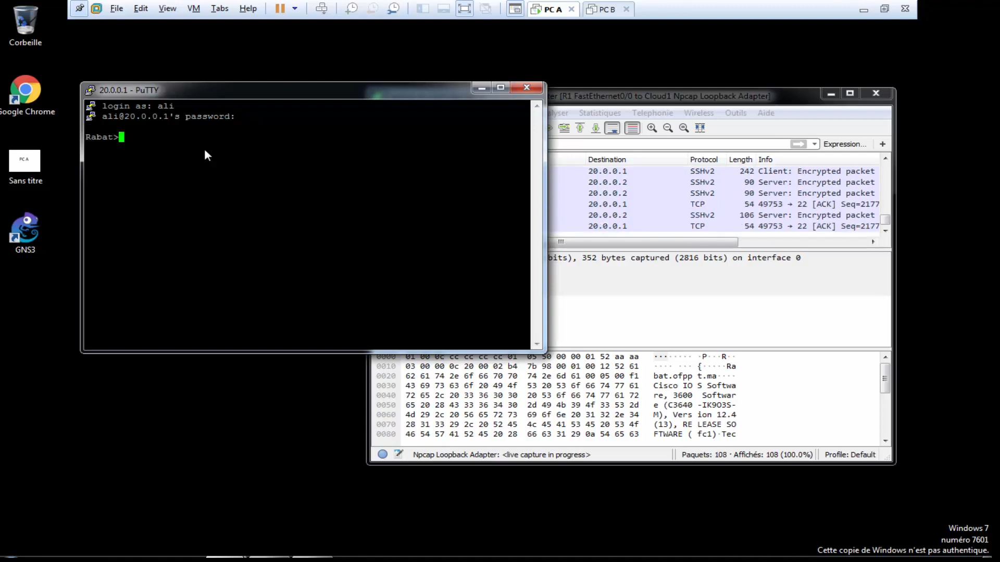 File Edit View VM Tabs Help PC A PC B
Corbeille
Google Chrome
PC A
Sans titre
GNS3
20.0.0.1 - PuTTY
login as: ali
ali@20.0.0.1's password:
Rabat>
ter [R1 FastEthernet0/0 to Cloud1 Npcap Loopback Adapter]
alyser Statistiques Telephonie Wireless Outils Aide
Expression... +
Destination Protocol Length Info
20.0.0.1 SSHv2 242 Client: Encrypted packet
20.0.0.2 SSHv2 90 Server: Encrypted packet
20.0.0.2 SSHv2 90 Server: Encrypted packet
20.0.0.1 TCP 54 49753 → 22 [ACK] Seq=2177
20.0.0.2 SSHv2 106 Server: Encrypted packet
20.0.0.1 TCP 54 49753 → 22 [ACK] Seq=2177
bits), 352 bytes captured (2816 bits) on interface 0
0000 01 00 0c cc cc cc cc 01 05 50 00 00 01 52 aa aa ········ ·P···R··
0010 03 00 00 0c 20 00 02 b4 7b 98 00 01 00 12 52 61 ···· ··· {·····Ra
0020 62 61 74 2e 6f 66 70 70 74 2e 6d 61 00 05 00 f1 bat.ofpp t.ma····
0030 43 69 73 63 6f 20 49 4f 53 20 53 6f 66 74 77 61 Cisco IO S Softwa
0040 72 65 2c 20 33 36 30 30 20 53 6f 66 74 77 61 72 re, 3600 Softwar
0050 65 20 28 43 33 36 34 30 2d 49 4b 39 4f 33 53 2d e (C3640 -IK9O3S-
0060 4d 29 2c 20 56 65 72 73 69 6f 6e 20 31 32 2e 34 M), Vers ion 12.4
0070 28 31 33 29 2c 20 52 45 4c 45 41 53 45 20 53 4f (13), RE LEASE SO
0080 46 54 57 41 52 45 20 28 66 63 31 29 0a 54 65 63 FTWARE ( fc1)·Tec
Npcap Loopback Adapter: <live capture in progress> Paquets: 108 · Affichés: 108 (100.0%) Profile: Default
Windows 7
numéro 7601
Cette copie de Windows n'est pas authentique.